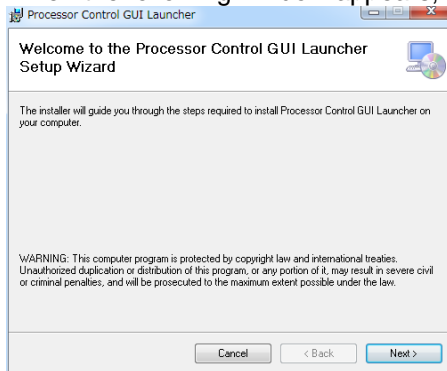 Processor Control GUI Launcher
Welcome to the Processor Control GUI Launcher
Setup Wizard
The installer will guide you through the steps required to install Processor Control GUI Launcher on
your computer.
WARNING: This computer program is protected by copyright law and international treaties.
Unauthorized duplication or distribution of this program, or any portion of it, may result in severe civil
or criminal penalties, and will be prosecuted to the maximum extent possible under the law.
Cancel < Back Next >